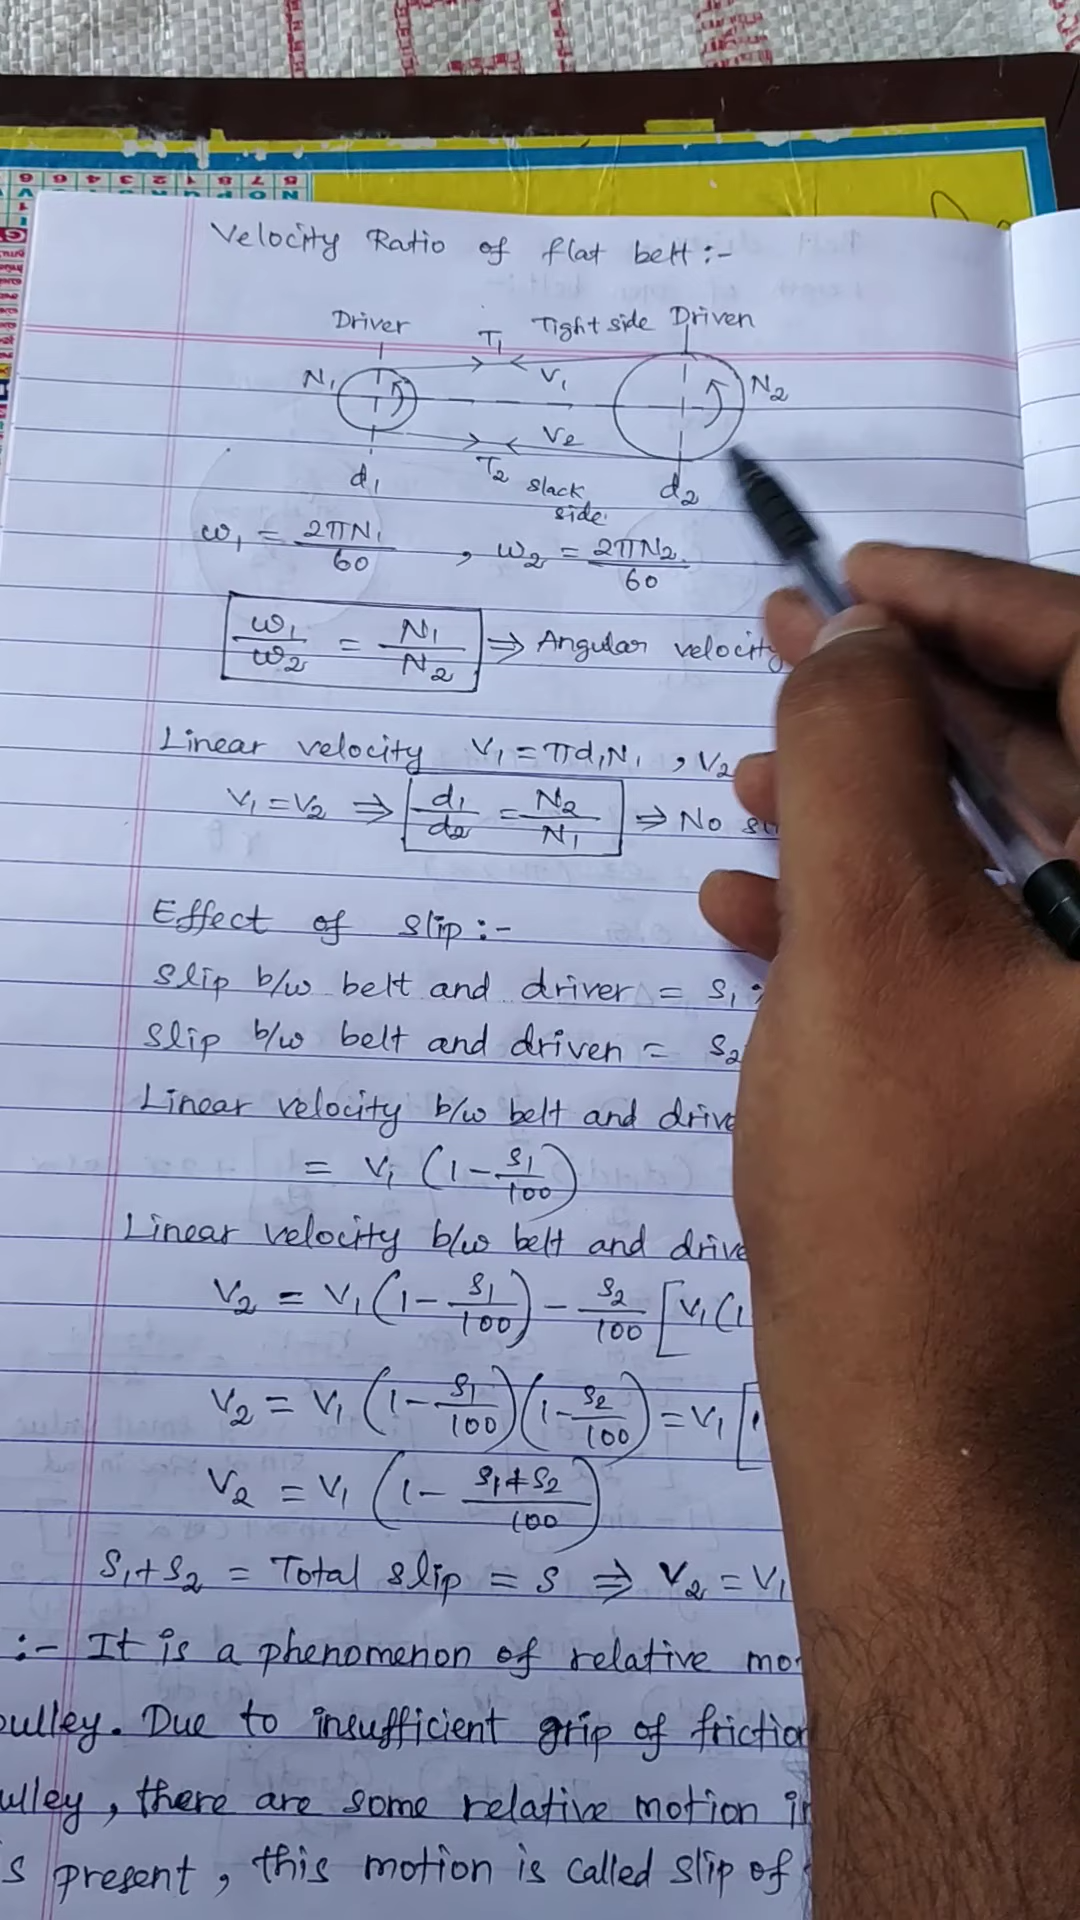 Velocity Ratio of flat belt :-
Driver T₁ Tight side Driven
N₁ V₁ N₂
V₂
d₁ T₂ slack side d₂
ω₁ = 2πN₁/60 , ω₂ = 2πN₂/60
ω₁/ω₂ = N₁/N₂ ⇒ Angular velocity
Linear velocity V₁ = πd₁N₁ , V₂
V₁ = V₂ ⇒ d₁/d₂ = N₂/N₁ ⇒ No
Effect of slip :-
Slip b/w belt and driver = S₁
Slip b/w belt and driven = S₂
Linear velocity b/w belt and drive
= V₁ (1 - S₁/100)
Linear velocity b/w belt and drive
V₂ = V₁ (1 - S₁/100) - S₂/100 [V₁ (1
V₂ = V₁ (1 - S₁/100) (1 - S₂/100) = V₁ [
V₂ = V₁ (1 - S₁+S₂/100)
S₁+S₂ = Total slip = S ⇒ V₂ = V₁
:- It is a phenomenon of relative mo
pulley. Due to insufficient grip of friction
ulley, there are some relative motion i
s present, this motion is called slip of